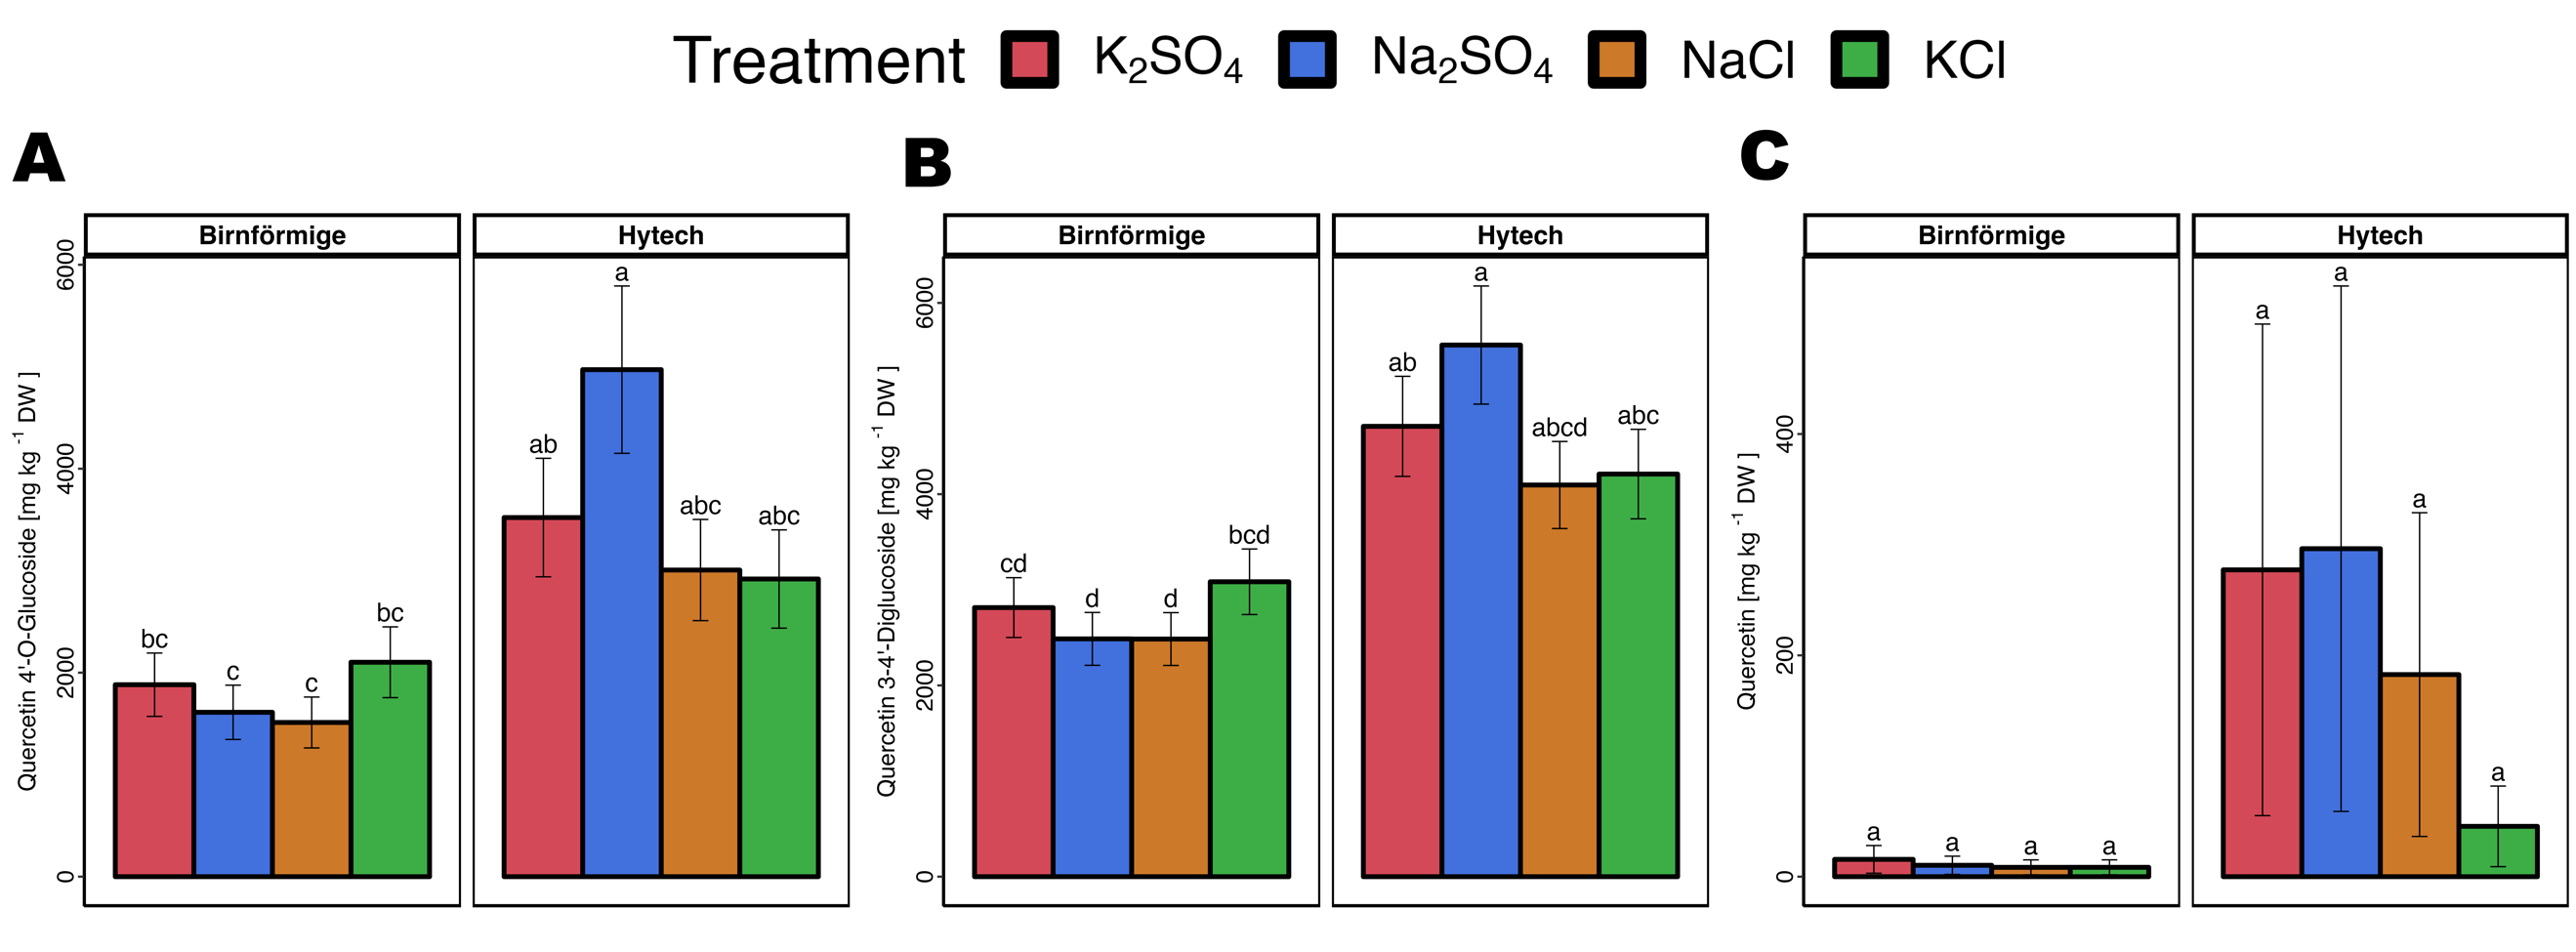 Treatment K₂SO₄ Na₂SO₄ NaCl KCl
A
Quercetin 4'-O-Glucoside [mg kg ⁻¹ DW ]
0 2000 4000 6000
Birnförmige
bc c c bc
Hytech
ab a abc abc
B
Quercetin 3-4'-Diglucoside [mg kg ⁻¹ DW ]
0 2000 4000 6000
Birnförmige
cd d d bcd
Hytech
ab a abcd abc
C
Quercetin [mg kg ⁻¹ DW ]
0 200 400
Birnförmige
a a a a
Hytech
a a a a